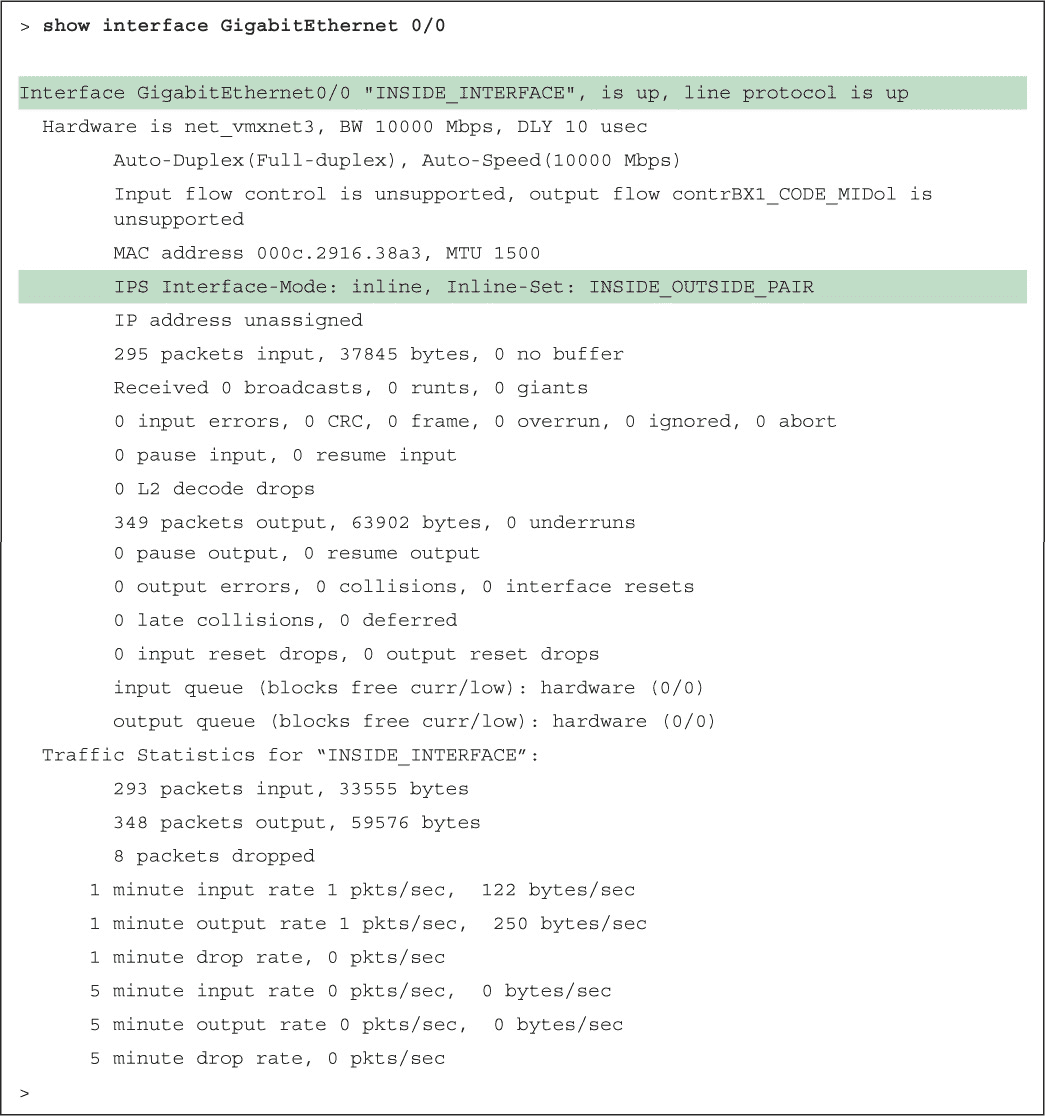 > show interface GigabitEthernet 0/0
Interface GigabitEthernet0/0 "INSIDE_INTERFACE", is up, line protocol is up
Hardware is net_vmxnet3, BW 10000 Mbps, DLY 10 usec
Auto-Duplex(Full-duplex), Auto-Speed(10000 Mbps)
Input flow control is unsupported, output flow contrBX1_CODE_MIDol is
unsupported
MAC address 000c.2916.38a3, MTU 1500
IPS Interface-Mode: inline, Inline-Set: INSIDE_OUTSIDE_PAIR
IP address unassigned
295 packets input, 37845 bytes, 0 no buffer
Received 0 broadcasts, 0 runts, 0 giants
0 input errors, 0 CRC, 0 frame, 0 overrun, 0 ignored, 0 abort
0 pause input, 0 resume input
0 L2 decode drops
349 packets output, 63902 bytes, 0 underruns
0 pause output, 0 resume output
0 output errors, 0 collisions, 0 interface resets
0 late collisions, 0 deferred
0 input reset drops, 0 output reset drops
input queue (blocks free curr/low): hardware (0/0)
output queue (blocks free curr/low): hardware (0/0)
Traffic Statistics for “INSIDE_INTERFACE”:
293 packets input, 33555 bytes
348 packets output, 59576 bytes
8 packets dropped
1 minute input rate 1 pkts/sec,  122 bytes/sec
1 minute output rate 1 pkts/sec,  250 bytes/sec
1 minute drop rate, 0 pkts/sec
5 minute input rate 0 pkts/sec,  0 bytes/sec
5 minute output rate 0 pkts/sec,  0 bytes/sec
5 minute drop rate, 0 pkts/sec
>